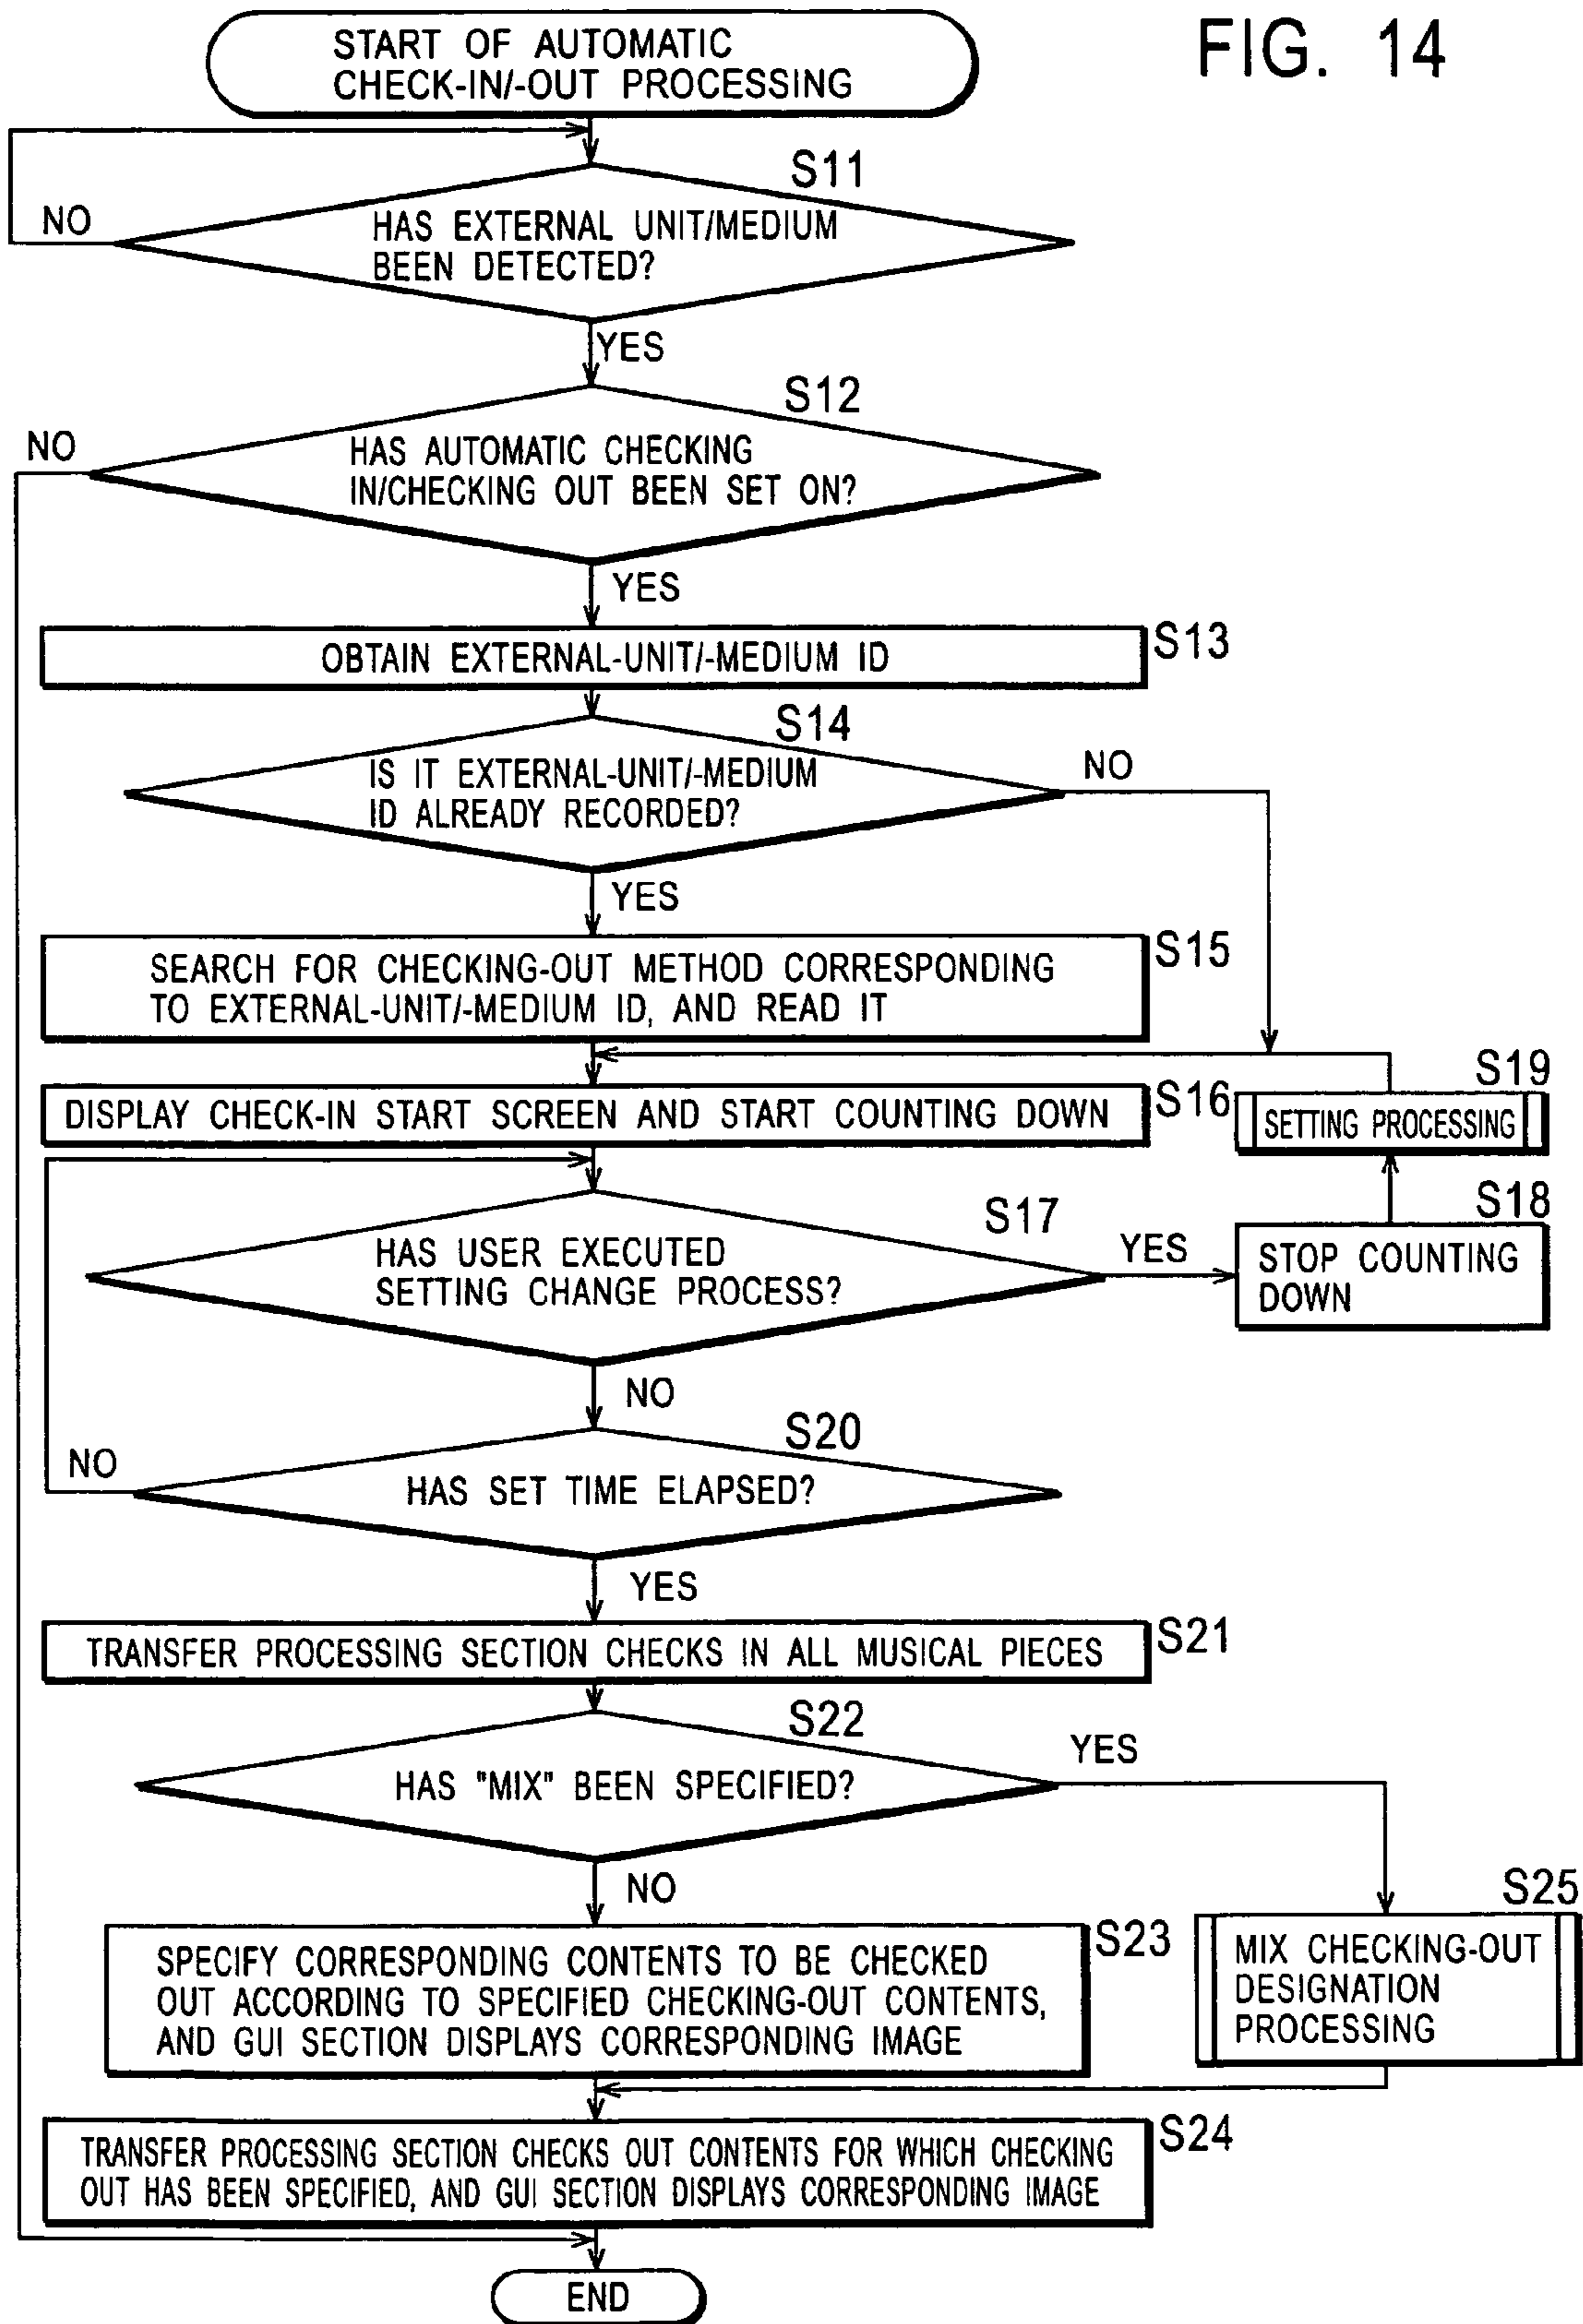 FIG. 14
START OF AUTOMATIC
CHECK-IN/-OUT PROCESSING
S11
NO
HAS EXTERNAL UNIT/MEDIUM
BEEN DETECTED?
YES
S12
NO
HAS AUTOMATIC CHECKING
IN/CHECKING OUT BEEN SET ON?
YES
OBTAIN EXTERNAL-UNIT/-MEDIUM ID
S13
S14
IS IT EXTERNAL-UNIT/-MEDIUM
ID ALREADY RECORDED?
NO
YES
SEARCH FOR CHECKING-OUT METHOD CORRESPONDING
TO EXTERNAL-UNIT/-MEDIUM ID, AND READ IT
S15
DISPLAY CHECK-IN START SCREEN AND START COUNTING DOWN
S16
S19
SETTING PROCESSING
S17
HAS USER EXECUTED
SETTING CHANGE PROCESS?
YES
S18
STOP COUNTING
DOWN
NO
S20
NO
HAS SET TIME ELAPSED?
YES
TRANSFER PROCESSING SECTION CHECKS IN ALL MUSICAL PIECES
S21
S22
HAS "MIX" BEEN SPECIFIED?
YES
NO
SPECIFY CORRESPONDING CONTENTS TO BE CHECKED
OUT ACCORDING TO SPECIFIED CHECKING-OUT CONTENTS,
AND GUI SECTION DISPLAYS CORRESPONDING IMAGE
S23
S25
MIX CHECKING-OUT
DESIGNATION
PROCESSING
TRANSFER PROCESSING SECTION CHECKS OUT CONTENTS FOR WHICH CHECKING
OUT HAS BEEN SPECIFIED, AND GUI SECTION DISPLAYS CORRESPONDING IMAGE
S24
END